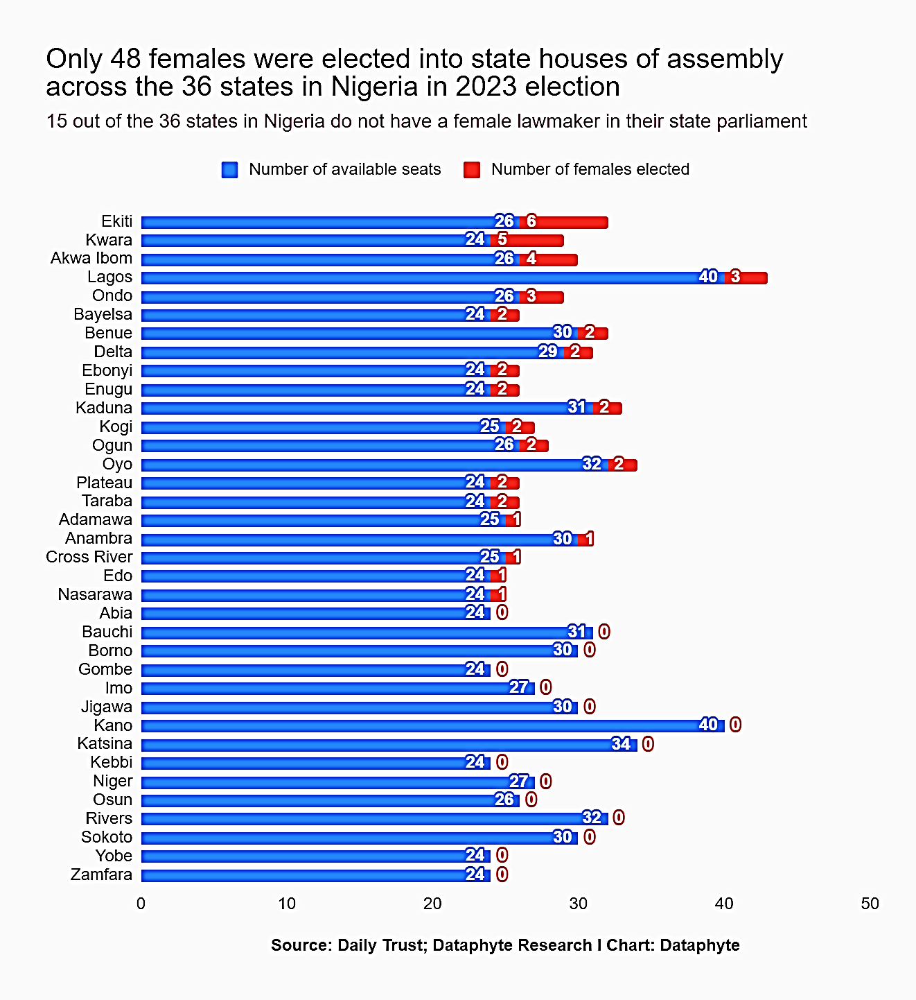 Only 48 females were elected into state houses of assembly
across the 36 states in Nigeria in 2023 election
15 out of the 36 states in Nigeria do not have a female lawmaker in their state parliament
Number of available seats Number of females elected
Ekiti 26 6
Kwara 24 5
Akwa Ibom 26 4
Lagos 40 3
Ondo 26 3
Bayelsa 24 2
Benue 30 2
Delta 29 2
Ebonyi 24 2
Enugu 24 2
Kaduna 31 2
Kogi 25 2
Ogun 26 2
Oyo 32 2
Plateau 24 2
Taraba 24 2
Adamawa 25 1
Anambra 30 1
Cross River 25 1
Edo 24 1
Nasarawa 24 1
Abia 24 0
Bauchi 31 0
Borno 30 0
Gombe 24 0
Imo 27 0
Jigawa 30 0
Kano 40 0
Katsina 34 0
Kebbi 24 0
Niger 27 0
Osun 26 0
Rivers 32 0
Sokoto 30 0
Yobe 24 0
Zamfara 24 0
0 10 20 30 40 50
Source: Daily Trust; Dataphyte Research I Chart: Dataphyte